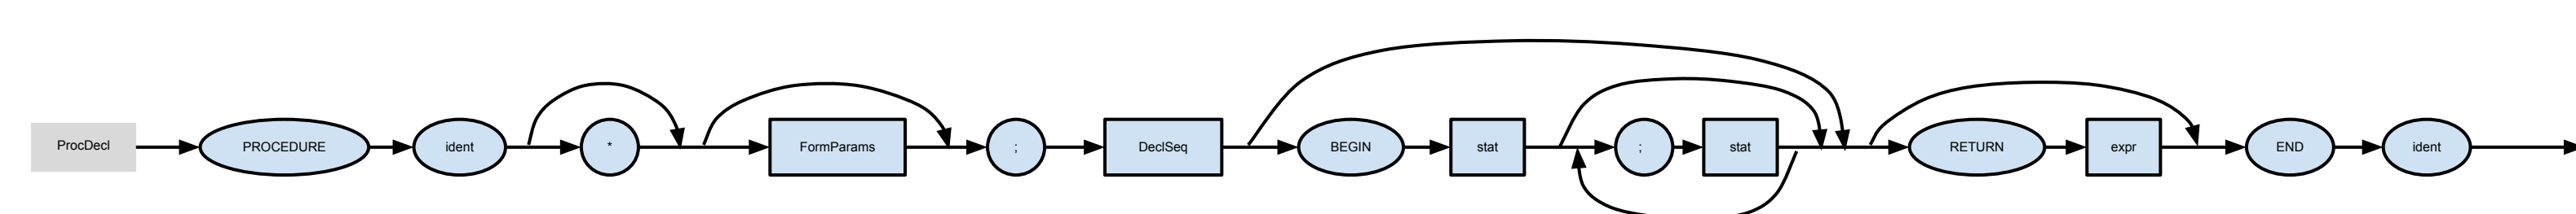 ProcDecl PROCEDURE ident * FormParams ; DeclSeq BEGIN stat ; stat RETURN expr END ident